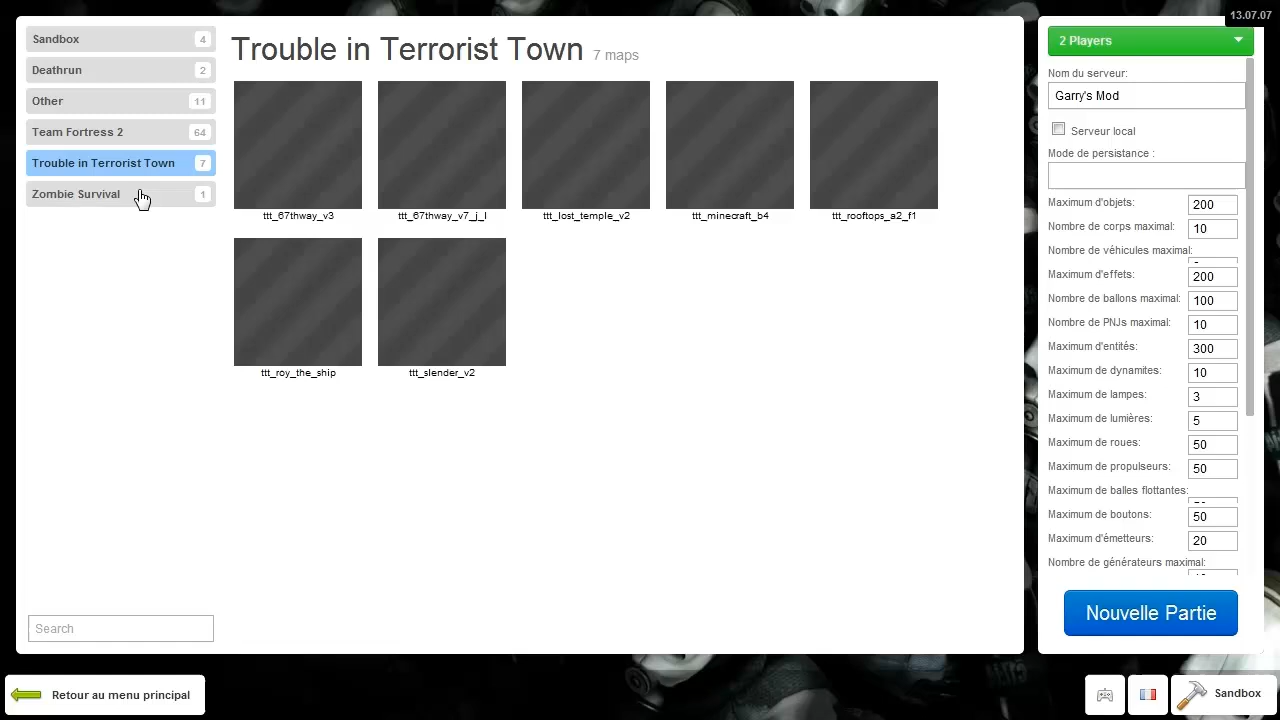 13.07.07
Sandbox 4
Deathrun 2
Other 11
Team Fortress 2 64
Trouble in Terrorist Town 7
Zombie Survival 1
Search
Trouble in Terrorist Town 7 maps
ttt_67thway_v3
ttt_67thway_v7_j_l
ttt_lost_temple_v2
ttt_minecraft_b4
ttt_rooftops_a2_f1
ttt_roy_the_ship
ttt_slender_v2
2 Players
Nom du serveur:
Garry's Mod
Serveur local
Mode de persistance :
Maximum d'objets: 200
Nombre de corps maximal: 10
Nombre de véhicules maximal:
Maximum d'effets: 200
Nombre de ballons maximal: 100
Nombre de PNJs maximal: 10
Maximum d'entités: 300
Maximum de dynamites: 10
Maximum de lampes: 3
Maximum de lumières: 5
Maximum de roues: 50
Maximum de propulseurs: 50
Maximum de balles flottantes:
Maximum de boutons: 50
Maximum d'émetteurs: 20
Nombre de générateurs maximal:
Nouvelle Partie
Retour au menu principal
Sandbox